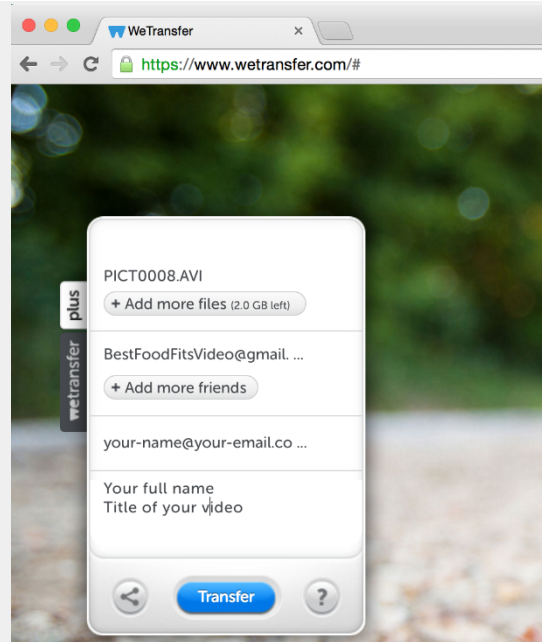 WeTransfer
https://www.wetransfer.com/#
PICT0008.AVI
+ Add more files (2.0 GB left)
BestFoodFitsVideo@gmail. ...
+ Add more friends
your-name@your-email.co ...
Your full name
Title of your video
Transfer
?
plus
wetransfer